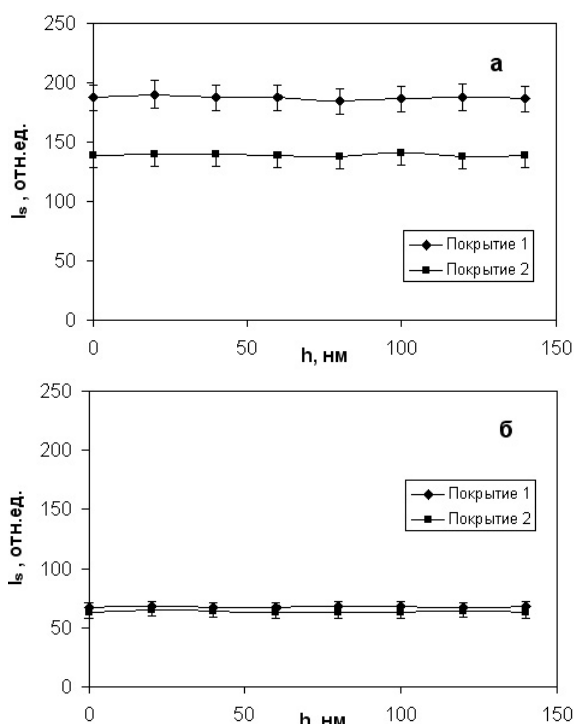 250
а
200
150
100
50
0
Iₛ , отн.ед.
Покрытие 1
Покрытие 2
0 50 100 150
h, нм
250
б
200
150
100
50
0
Iₛ , отн.ед.
Покрытие 1
Покрытие 2
0 50 100 150
h, нм